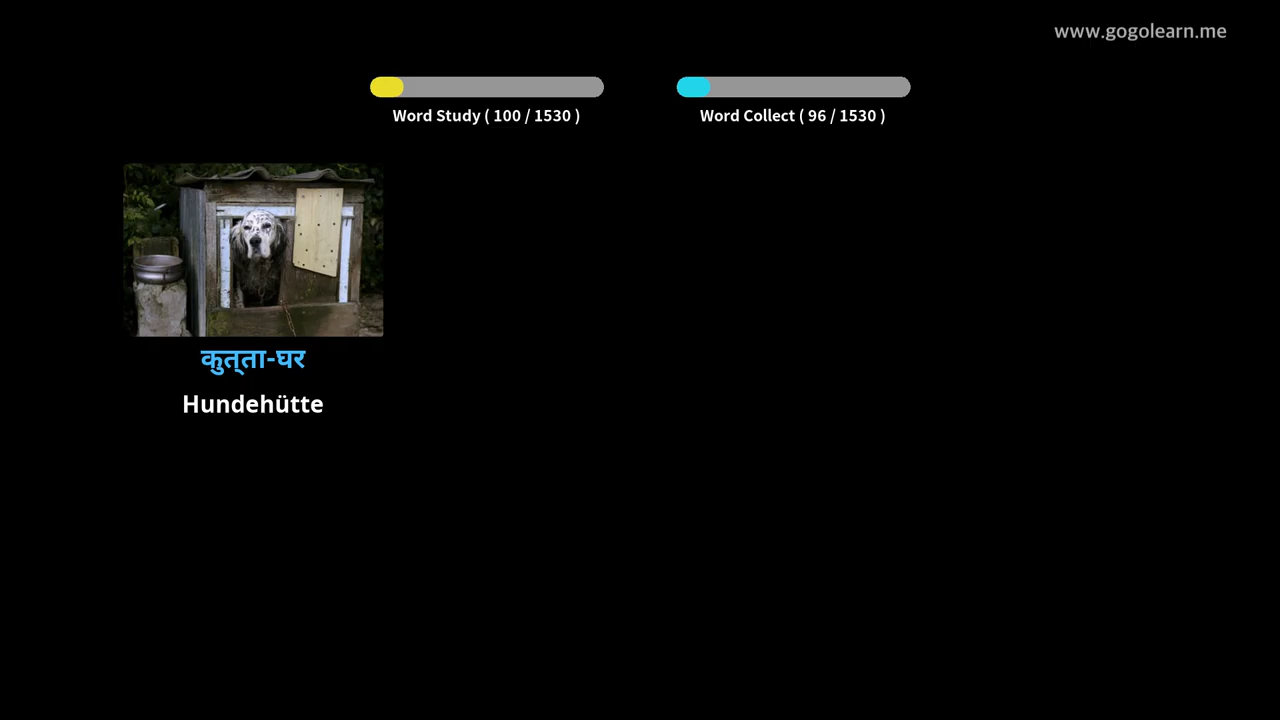 www.gogolearn.me
Word Study ( 100 / 1530 )
Word Collect ( 96 / 1530 )
कुत्ता-घर
Hundehütte